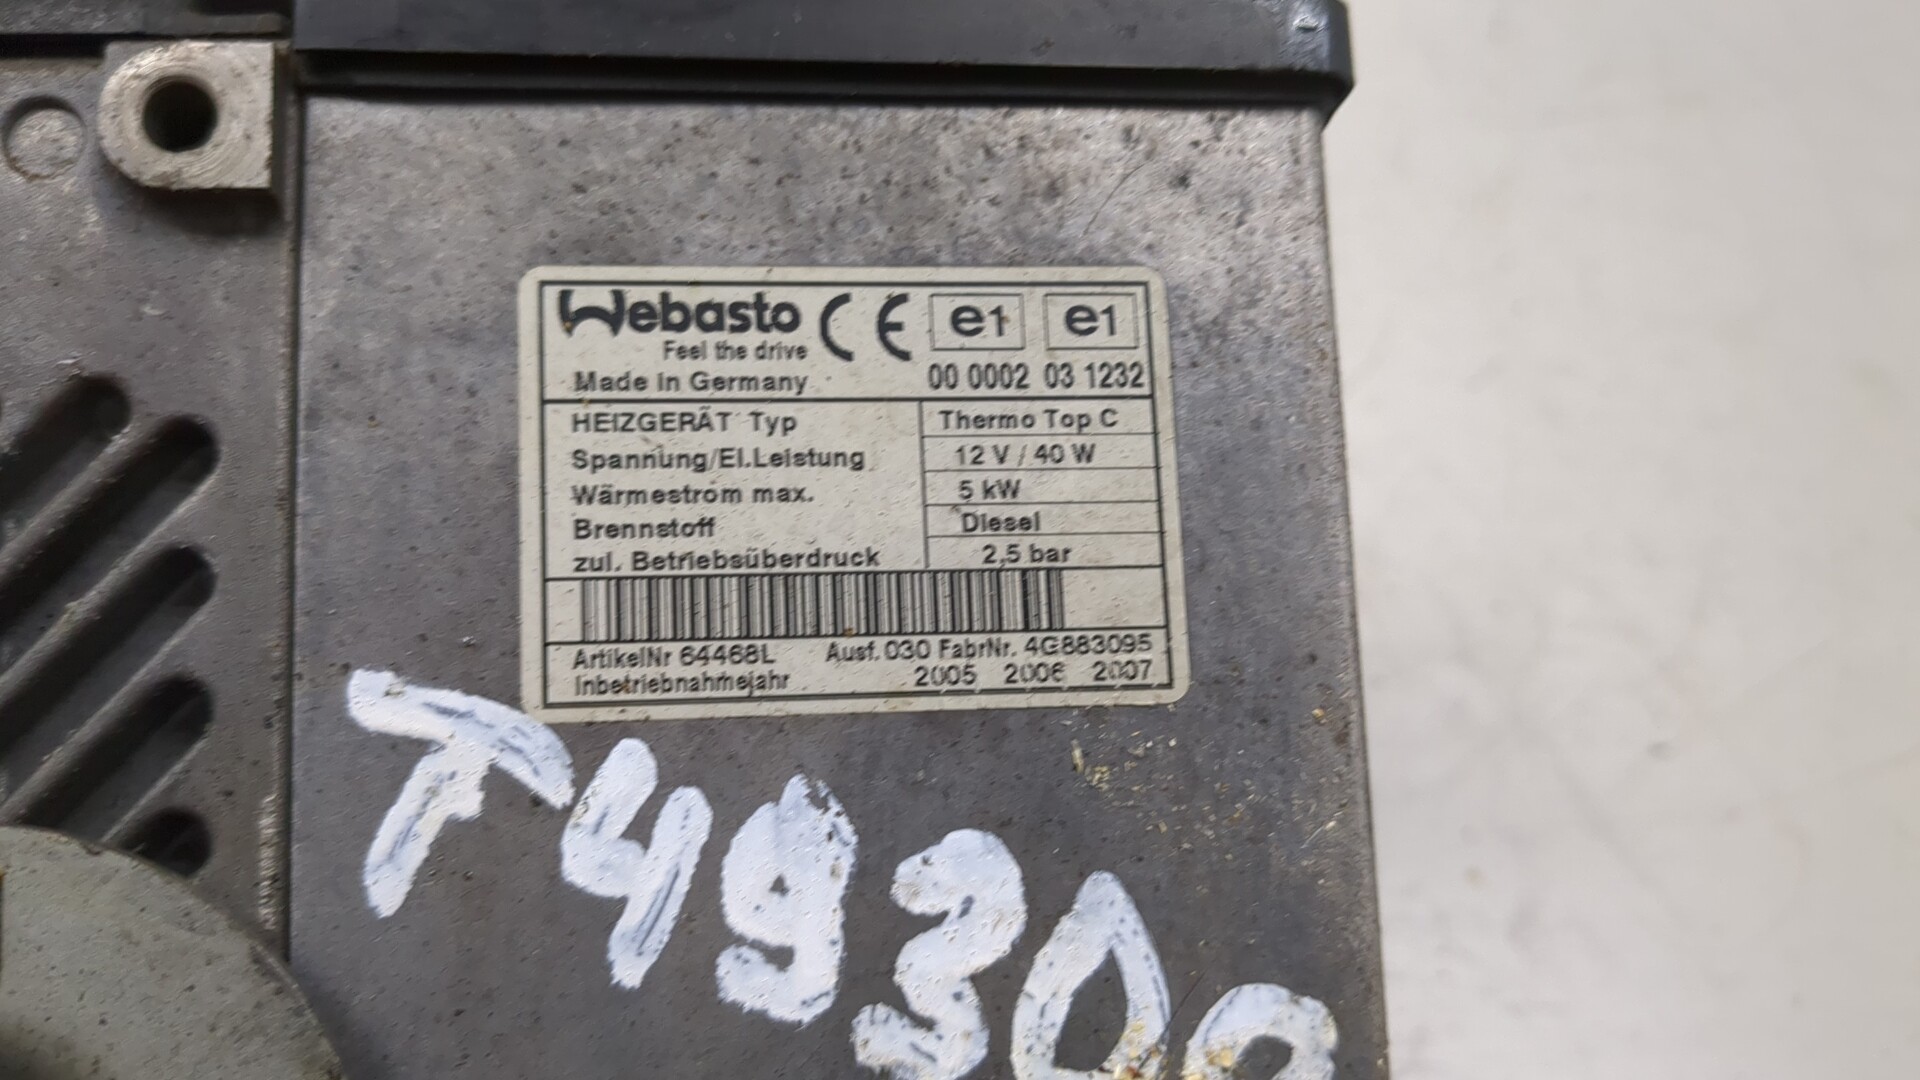 Webasto CE e1 e1
Feel the drive
Made in Germany 00 0002 03 1232
HEIZGERÄT Typ Thermo Top C
Spannung/El.Leistung 12 V / 40 W
Wärmestrom max. 5 kW
Brennstoff Diesel
zul. Betriebsüberdruck 2,5 bar
ArtikelNr 64468L Ausf. 030 FabrNr. 4G883095
Inbetriebnahmejahr 2005 2006 2007